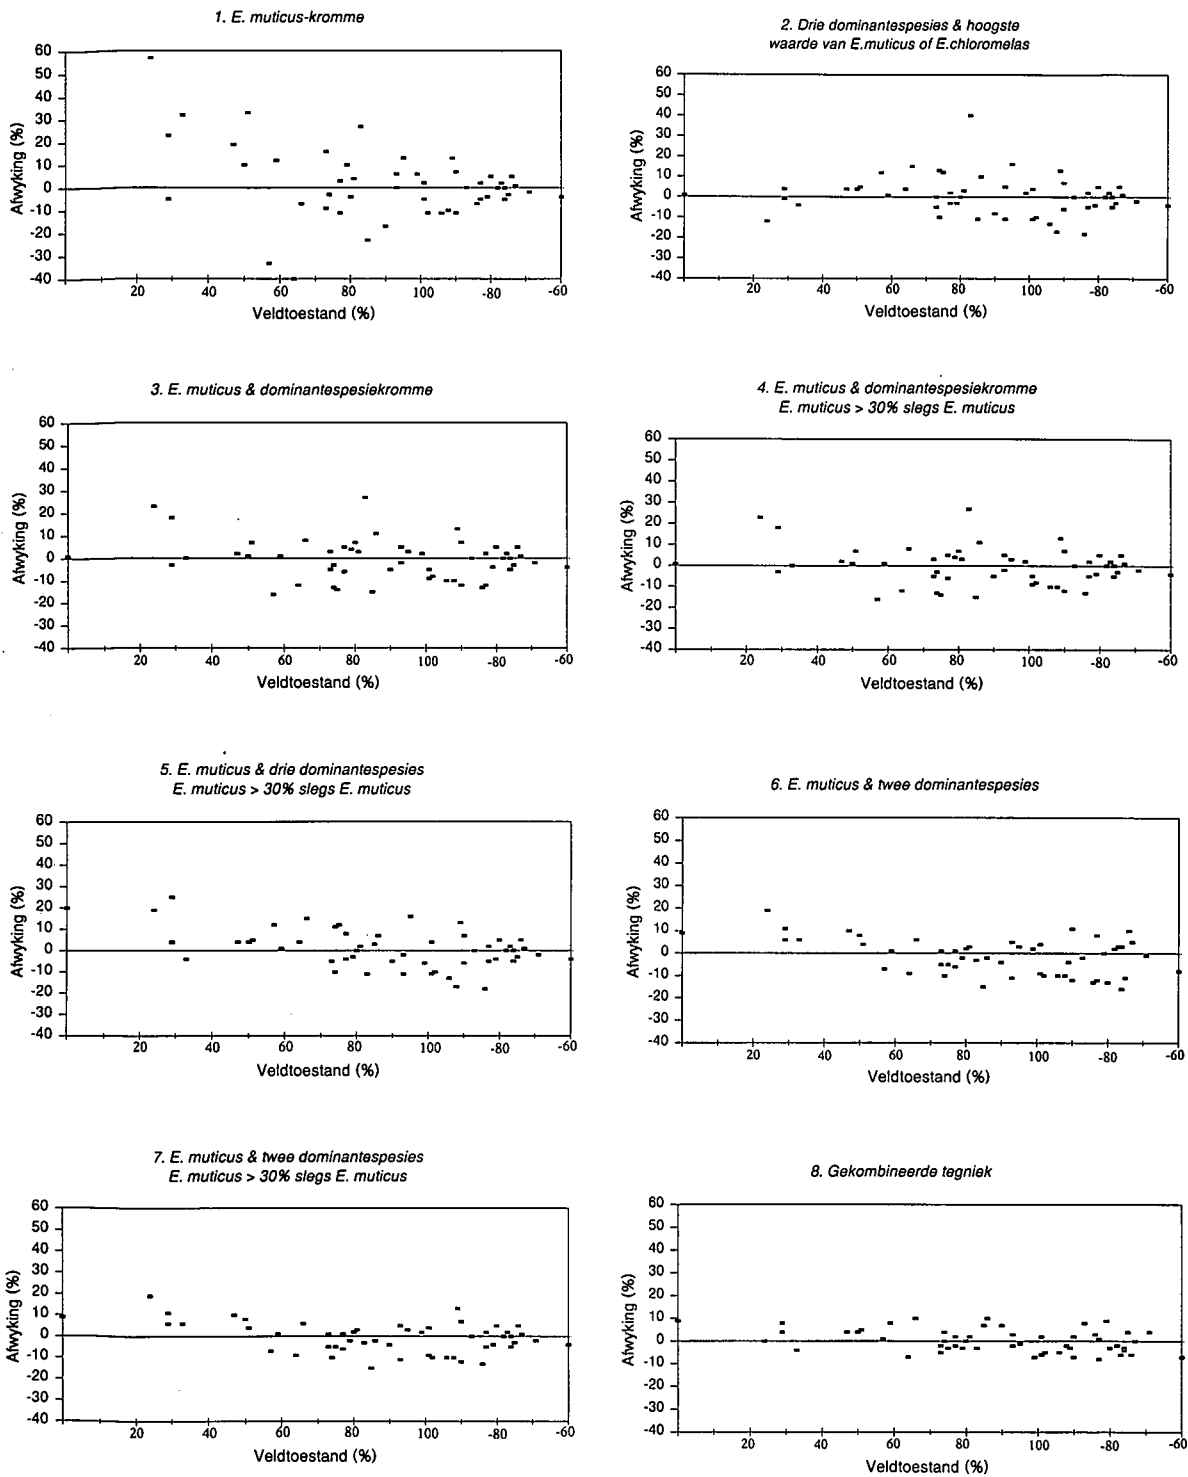 1. E. muticus-kromme
60
50
40
30
20
10
0
-10
-20
-30
-40
Afwyking (%)
20 40 60 80 100 -80 -60
Veldtoestand (%)
2. Drie dominantespesies & hoogste
waarde van E.muticus of E.chloromelas
60
50
40
30
20
10
0
-10
-20
-30
-40
Afwyking (%)
20 40 60 80 100 -80 -60
Veldtoestand (%)
3. E. muticus & dominantespesiekromme
60
50
40
30
20
10
0
-10
-20
-30
-40
Afwyking (%)
20 40 60 80 100 -80 -60
Veldtoestand (%)
4. E. muticus & dominantespesiekromme
E. muticus > 30% slegs E. muticus
60
50
40
30
20
10
0
-10
-20
-30
-40
Afwyking (%)
20 40 60 80 100 -80 -60
Veldtoestand (%)
5. E. muticus & drie dominantespesies
E. muticus > 30% slegs E. muticus
60
50
40
30
20
10
0
-10
-20
-30
-40
Afwyking (%)
20 40 60 80 100 -80 -60
Veldtoestand (%)
6. E. muticus & twee dominantespesies
60
50
40
30
20
10
0
-10
-20
-30
-40
Afwyking (%)
20 40 60 80 100 -80 -60
Veldtoestand (%)
7. E. muticus & twee dominantespesies
E. muticus > 30% slegs E. muticus
60
50
40
30
20
10
0
-10
-20
-30
-40
Afwyking (%)
20 40 60 80 100 -80 -60
Veldtoestand (%)
8. Gekombineerde tegniek
60
50
40
30
20
10
0
-10
-20
-30
-40
Afwyking (%)
20 40 60 80 100 -80 -60
Veldtoestand (%)